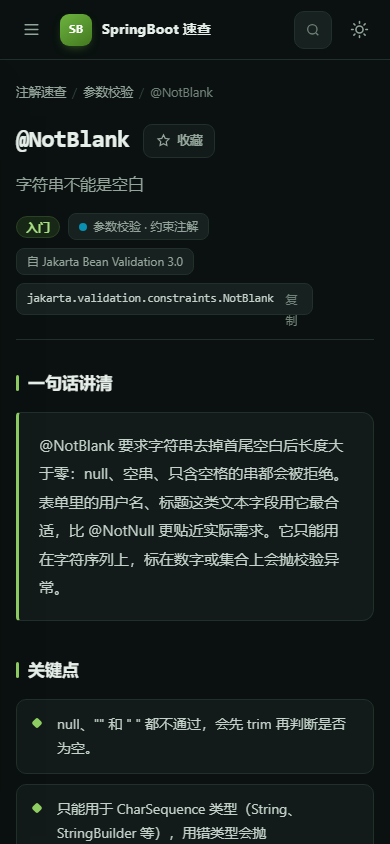 SB SpringBoot 速查
注解速查 / 参数校验 / @NotBlank
@NotBlank 收藏
字符串不能是空白
入门 参数校验 · 约束注解
自 Jakarta Bean Validation 3.0
jakarta.validation.constraints.NotBlank 复
制
一句话讲清
@NotBlank 要求字符串去掉首尾空白后长度大
于零：null、空串、只含空格的串都会被拒绝。
表单里的用户名、标题这类文本字段用它最合
适，比 @NotNull 更贴近实际需求。它只能用
在字符序列上，标在数字或集合上会抛校验异
常。
关键点
null、"" 和 " " 都不通过，会先 trim 再判断是否
为空。
只能用于 CharSequence 类型（String、
StringBuilder 等），用错类型会抛